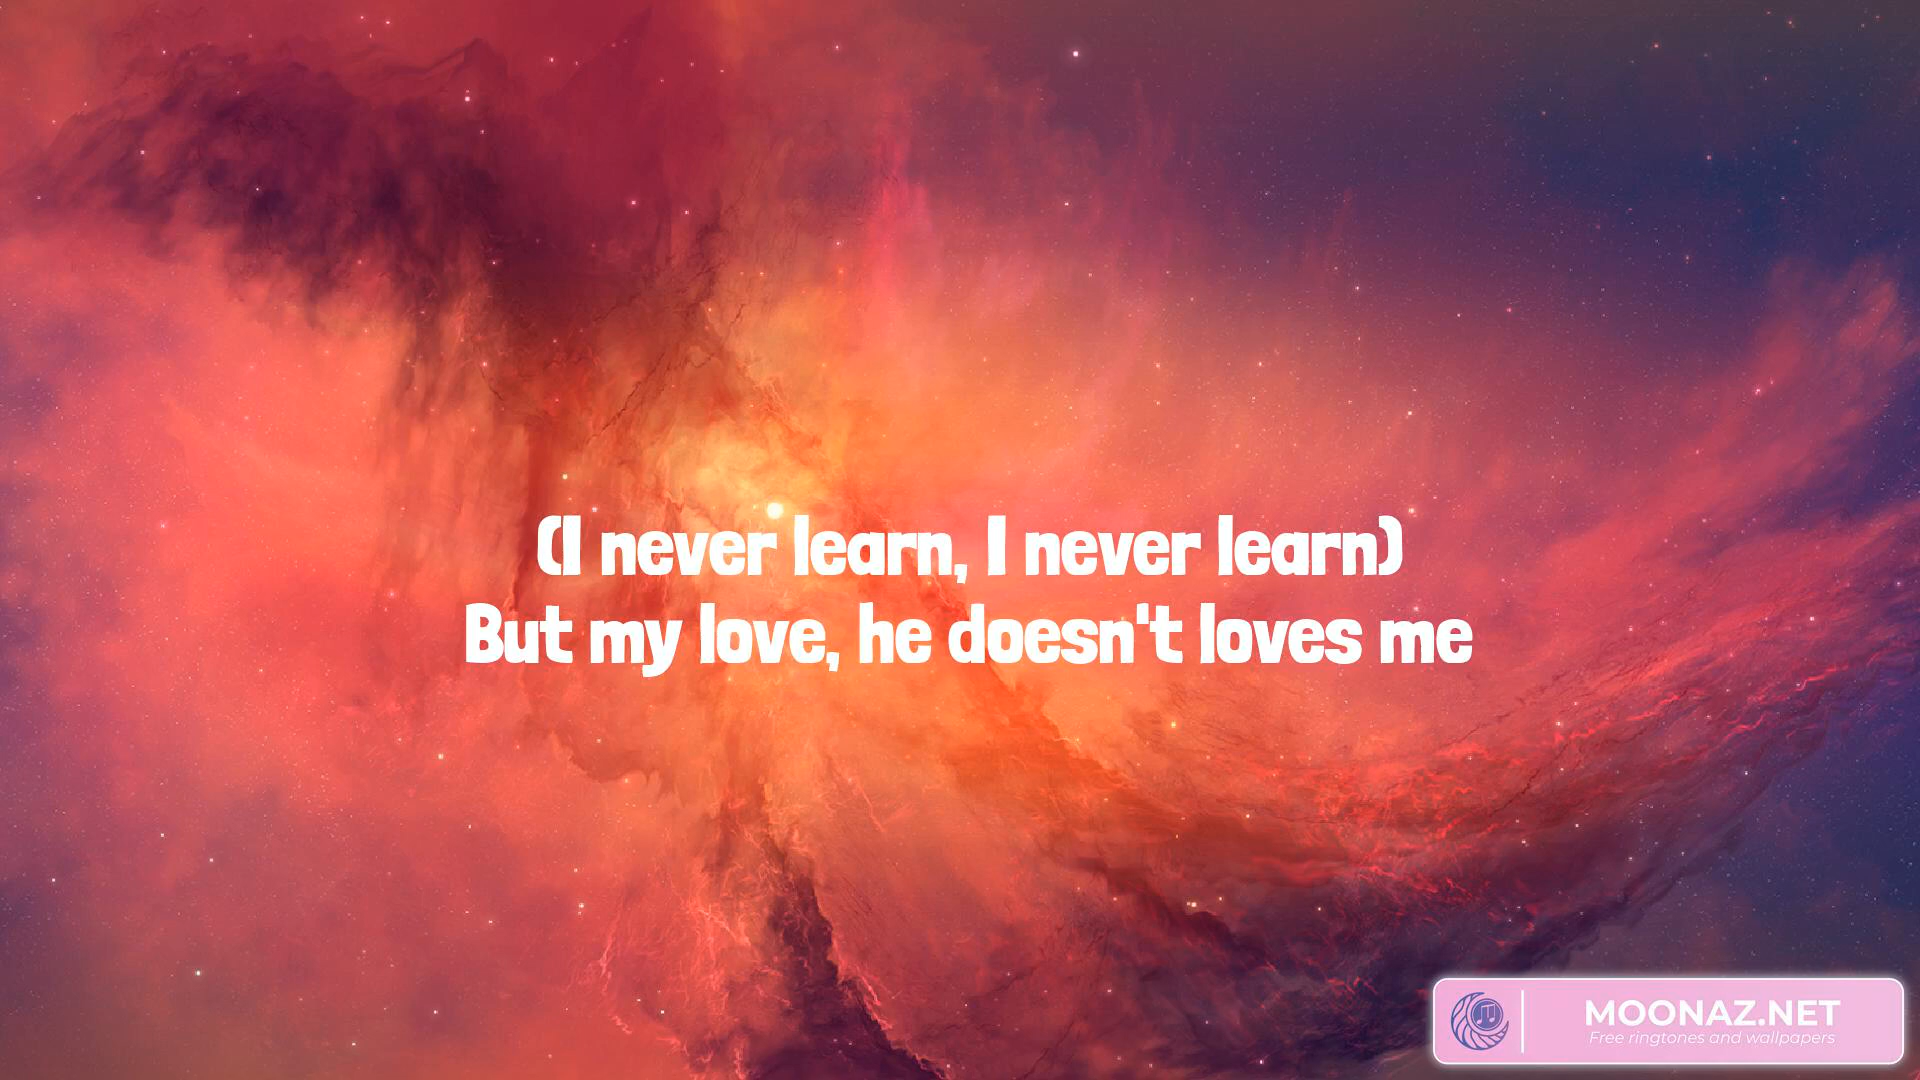 (I never learn, I never learn)
But my love, he doesn't loves me
MOONAZ.NET
Free ringtones and wallpapers